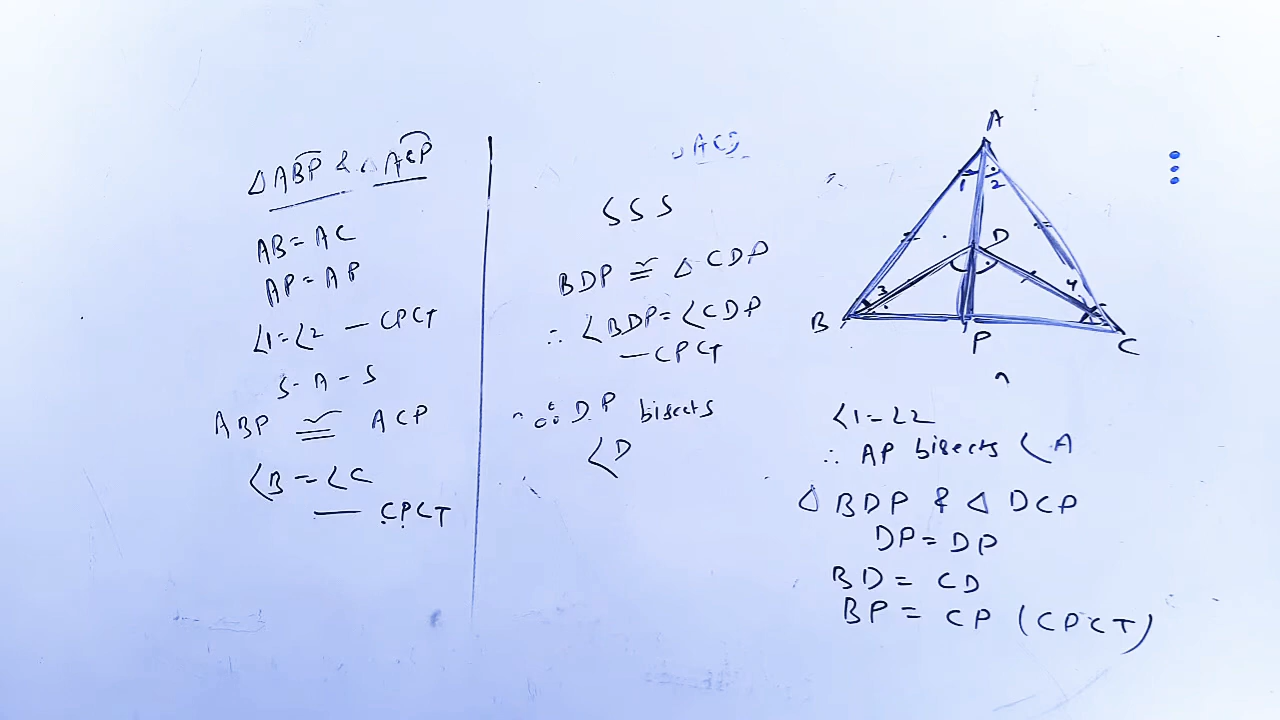 △ABP & △ACP
AB = AC
AP = AP
∠1 = ∠2 — CPCT
S - A - S
ABP ≅ ACP
∠B = ∠C
— CPCT
ACD
SSS
BDP ≅ △CDP
∴ ∠BDP = ∠CDP
— CPCT
DP bisects
∠D
A
1 2
D
3 4
B
P
C
∠1 = ∠2
∴ AP bisects ∠A
△ BDP & △ DCP
DP = DP
BD = CD
BP = CP (CPCT)